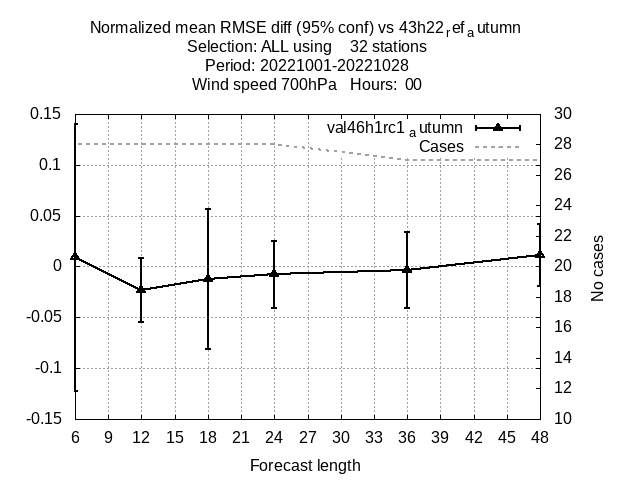 Normalized mean RMSE diff (95% conf) vs 43h22refautumn
Selection: ALL using    32 stations
Period: 20221001-20221028
Wind speed 700hPa   Hours:  00
val46h1rc1autumn
Cases
0.15
0.1
0.05
0
-0.05
-0.1
-0.15
30
28
26
24
22
20
18
16
14
12
10
No cases
6 9 12 15 18 21 24 27 30 33 36 39 42 45 48
Forecast length